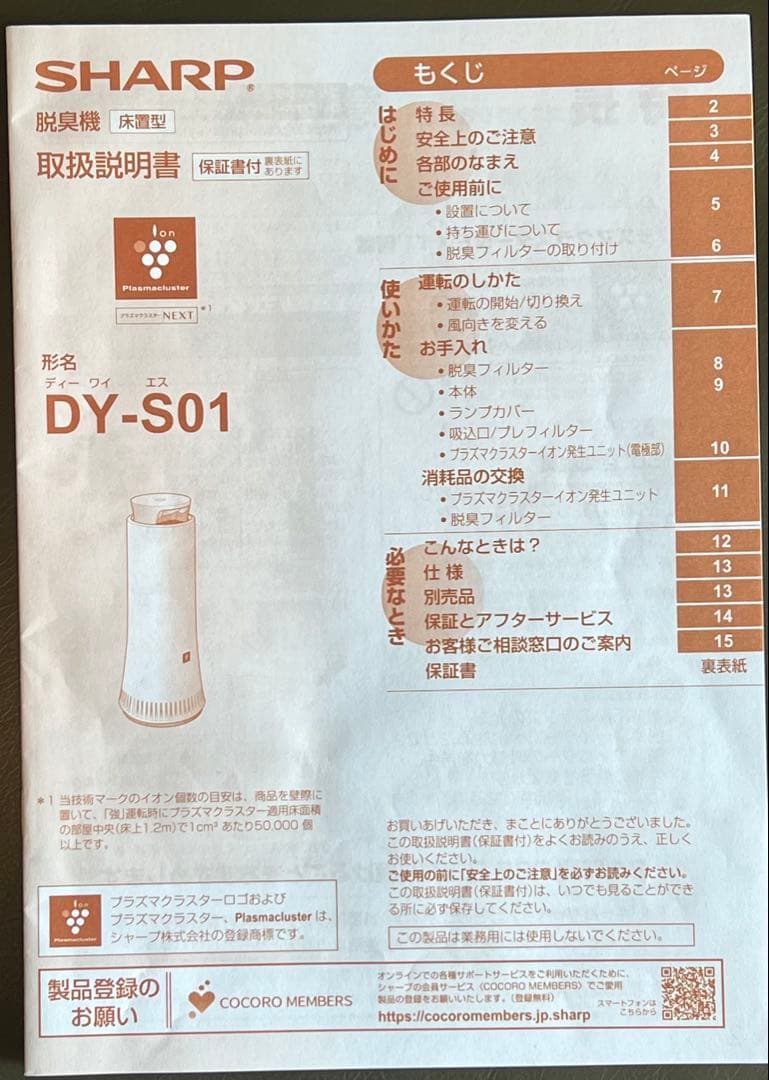 SHARP®
脱臭機 床置型
取扱説明書 保証書付 裏表紙に
あります
ion
Plasmacluster
プラズマクラスターNEXT *1
形名
ディー ワイ エス
DY-S01
*1 当技術マークのイオン個数の目安は、商品を壁際に
置いて、「強」運転時にプラズマクラスター適用床面積
の部屋中央(床上1.2m)で1cm³あたり50,000 個
以上です。
ion
Plasmacluster
プラズマクラスターロゴおよび
プラズマクラスター、Plasmacluster は、
シャープ株式会社の登録商標です。
もくじ ページ
はじめに
特長 2
安全上のご注意 3
各部のなまえ 4
ご使用前に
•設置について 5
•持ち運びについて
•脱臭フィルターの取り付け 6
使いかた
運転のしかた
•運転の開始/切り換え 7
•風向きを変える
お手入れ
•脱臭フィルター 8
•本体 9
•ランプカバー
•吸込口/プレフィルター
•プラズマクラスターイオン発生ユニット(電極部) 10
消耗品の交換
•プラズマクラスターイオン発生ユニット 11
•脱臭フィルター
必要なとき
こんなときは? 12
仕様 13
別売品 13
保証とアフターサービス 14
お客様ご相談窓口のご案内 15
保証書 裏表紙
お買いあげいただき、まことにありがとうございました。
この取扱説明書(保証書付)をよくお読みのうえ、正しく
お使いください。
ご使用の前に「安全上のご注意」を必ずお読みください。
この取扱説明書(保証書付)は、いつでも見ることができ
る所に必ず保存してください。
この製品は業務用には使用しないでください。
製品登録の
お願い
COCORO MEMBERS
オンラインでの各種サポートサービスをご利用いただくために、
シャープの会員サービス〈COCORO MEMBERS〉でご愛用
製品の登録をお願いいたします。(登録無料)
https://cocoromembers.jp.sharp
スマートフォンは
こちらから